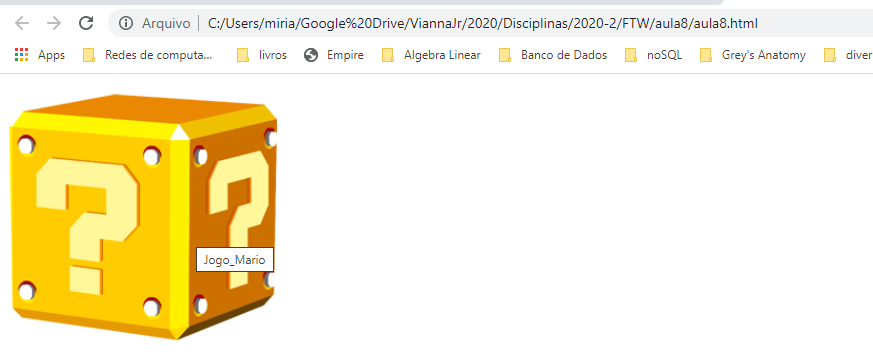 Arquivo | C:/Users/miria/Google%20Drive/ViannaJr/2020/Disciplinas/2020-2/FTW/aula8/aula8.html
Apps Redes de computa... livros Empire Algebra Linear Banco de Dados noSQL Grey's Anatomy diver
? ?
Jogo_Mario